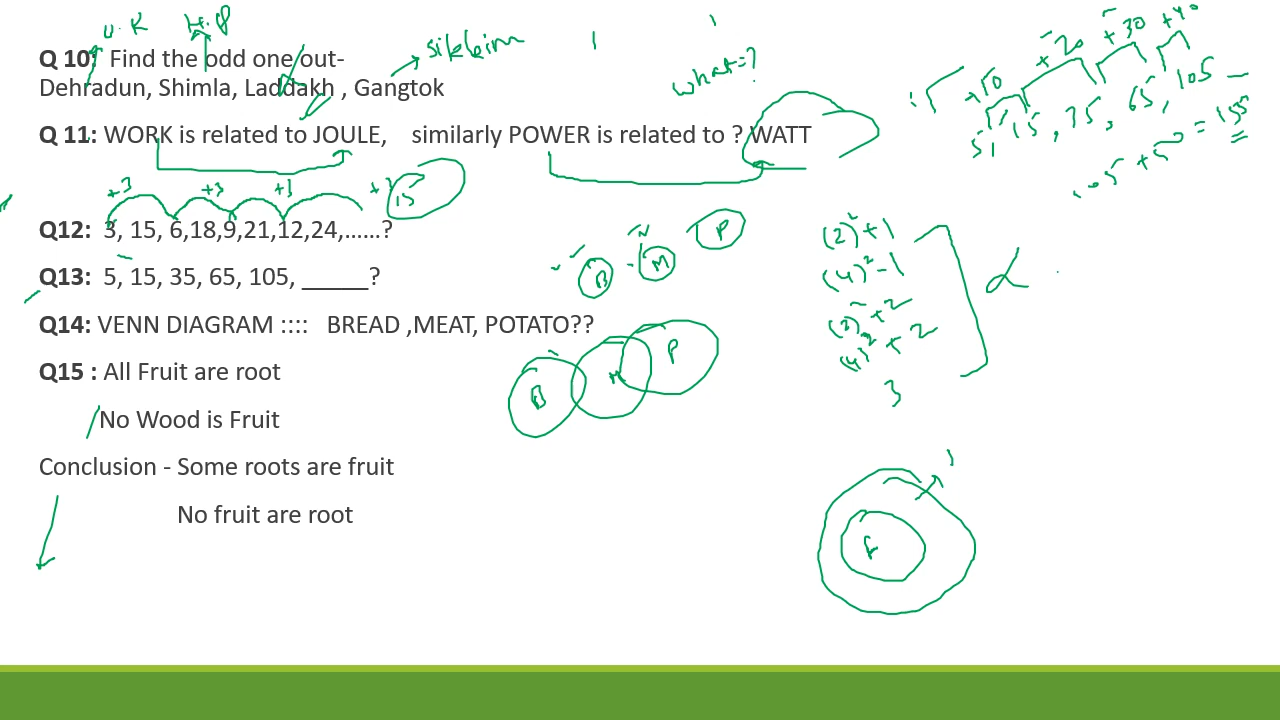 U.K H.P
Q 10: Find the odd one out-
sikkim
Dehradun, Shimla, Laddakh , Gangtok
what=?
+10 +20 +30 +40
5, 15, 35, 65, 105 —
105 + 50 = 155
Q 11: WORK is related to JOULE, similarly POWER is related to ? WATT
+3 +3 +3 +3 15
Q12: 3, 15, 6,18,9,21,12,24,......?
Q13: 5, 15, 35, 65, 105, _____?
B M P
(2)² + 1
(4)² - 1
(4)² + 2
3
Q14: VENN DIAGRAM :::: BREAD ,MEAT, POTATO??
B M P
Q15 : All Fruit are root
No Wood is Fruit
Conclusion - Some roots are fruit
No fruit are root